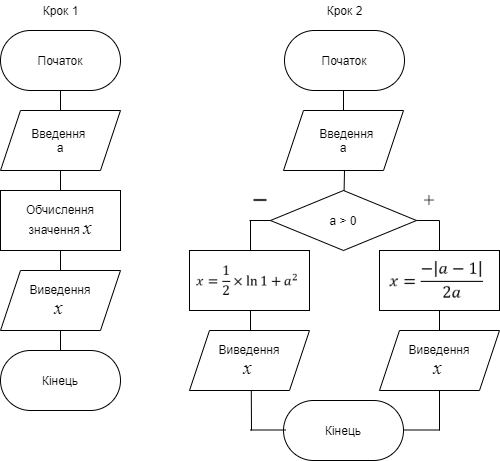 Крок 1
Початок
Введення
a
Обчислення
значення x
Виведення
x
Кінець
Крок 2
Початок
Введення
a
a > 0
−
+
x = 1/2 × ln 1 + a²
x = −|a − 1| / 2a
Виведення
x
Виведення
x
Кінець